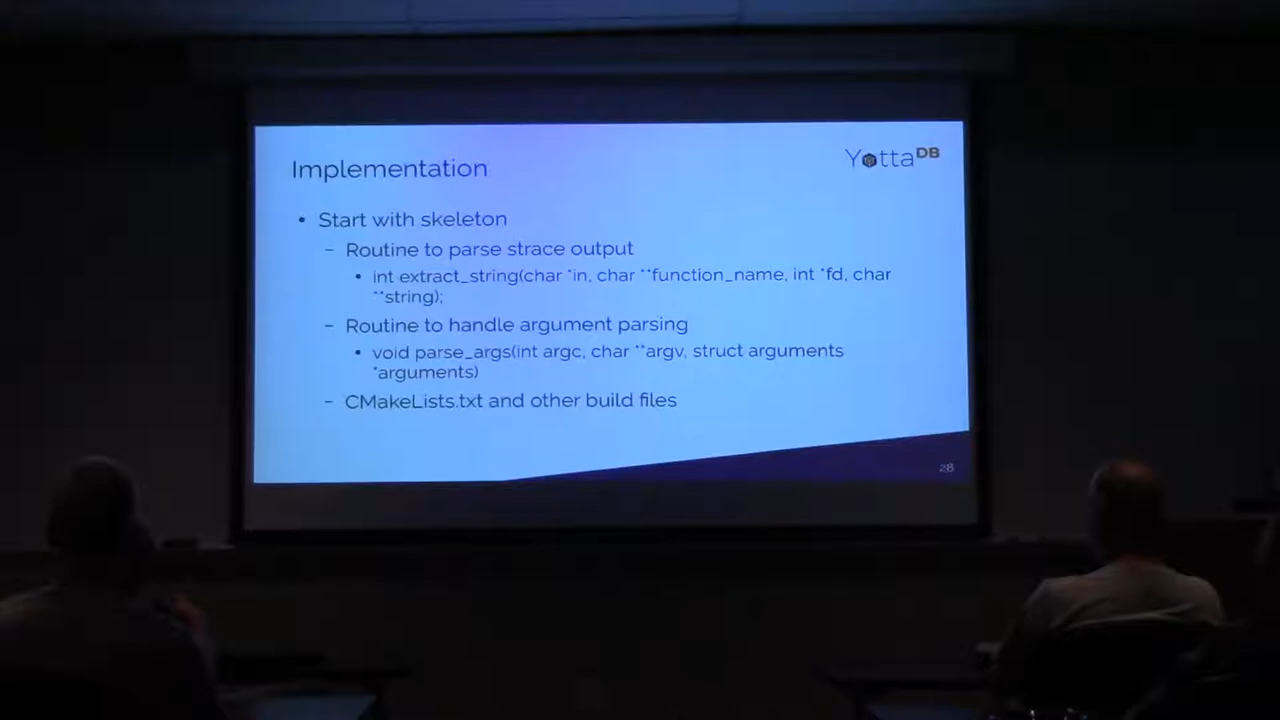 Implementation
YottaDB
• Start with skeleton
– Routine to parse strace output
• int extract_string(char *in, char **function_name, int *fd, char
**string);
– Routine to handle argument parsing
• void parse_args(int argc, char **argv, struct arguments
*arguments)
– CMakeLists.txt and other build files
28